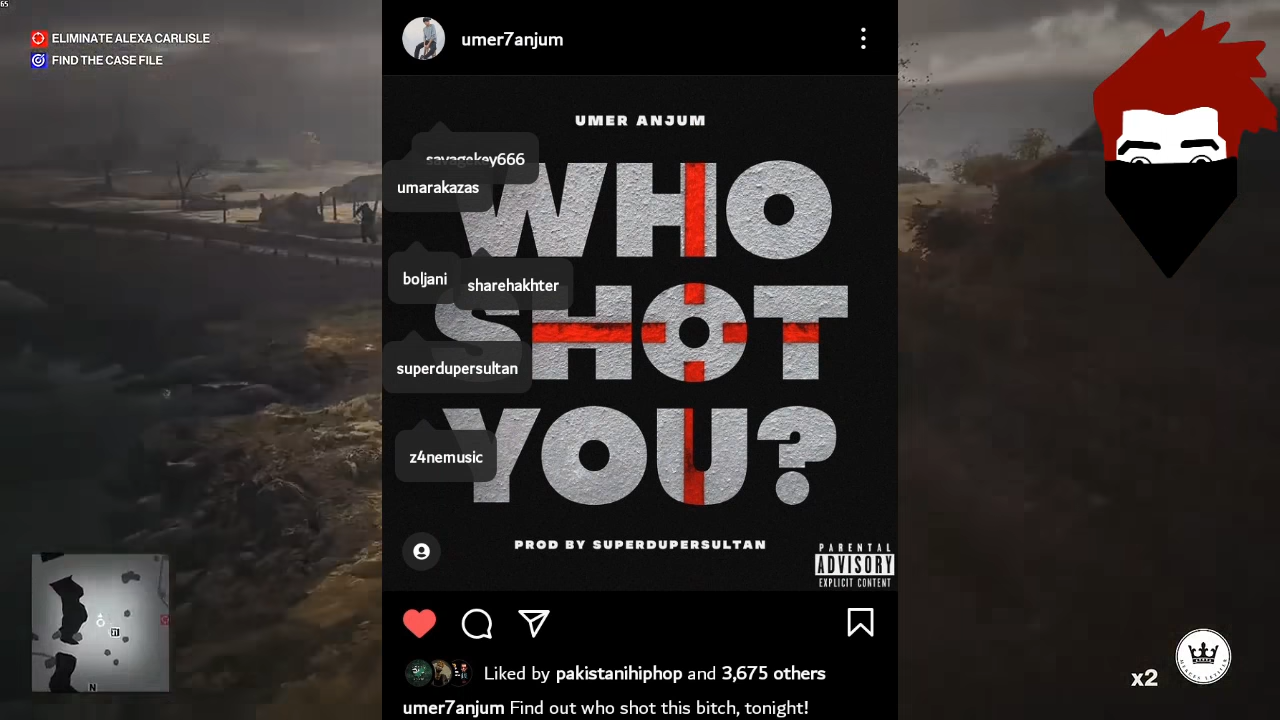 65
ELIMINATE ALEXA CARLISLE
FIND THE CASE FILE
umer7anjum
UMER ANJUM
savagekey666
umarakazas
WHO
boljani
sharehakhter
SHOT
superdupersultan
YOU?
z4nemusic
PROD BY SUPERDUPERSULTAN
PARENTAL
ADVISORY
EXPLICIT CONTENT
Liked by pakistanihiphop and 3,675 others
umer7anjum Find out who shot this bitch, tonight!
N
x2